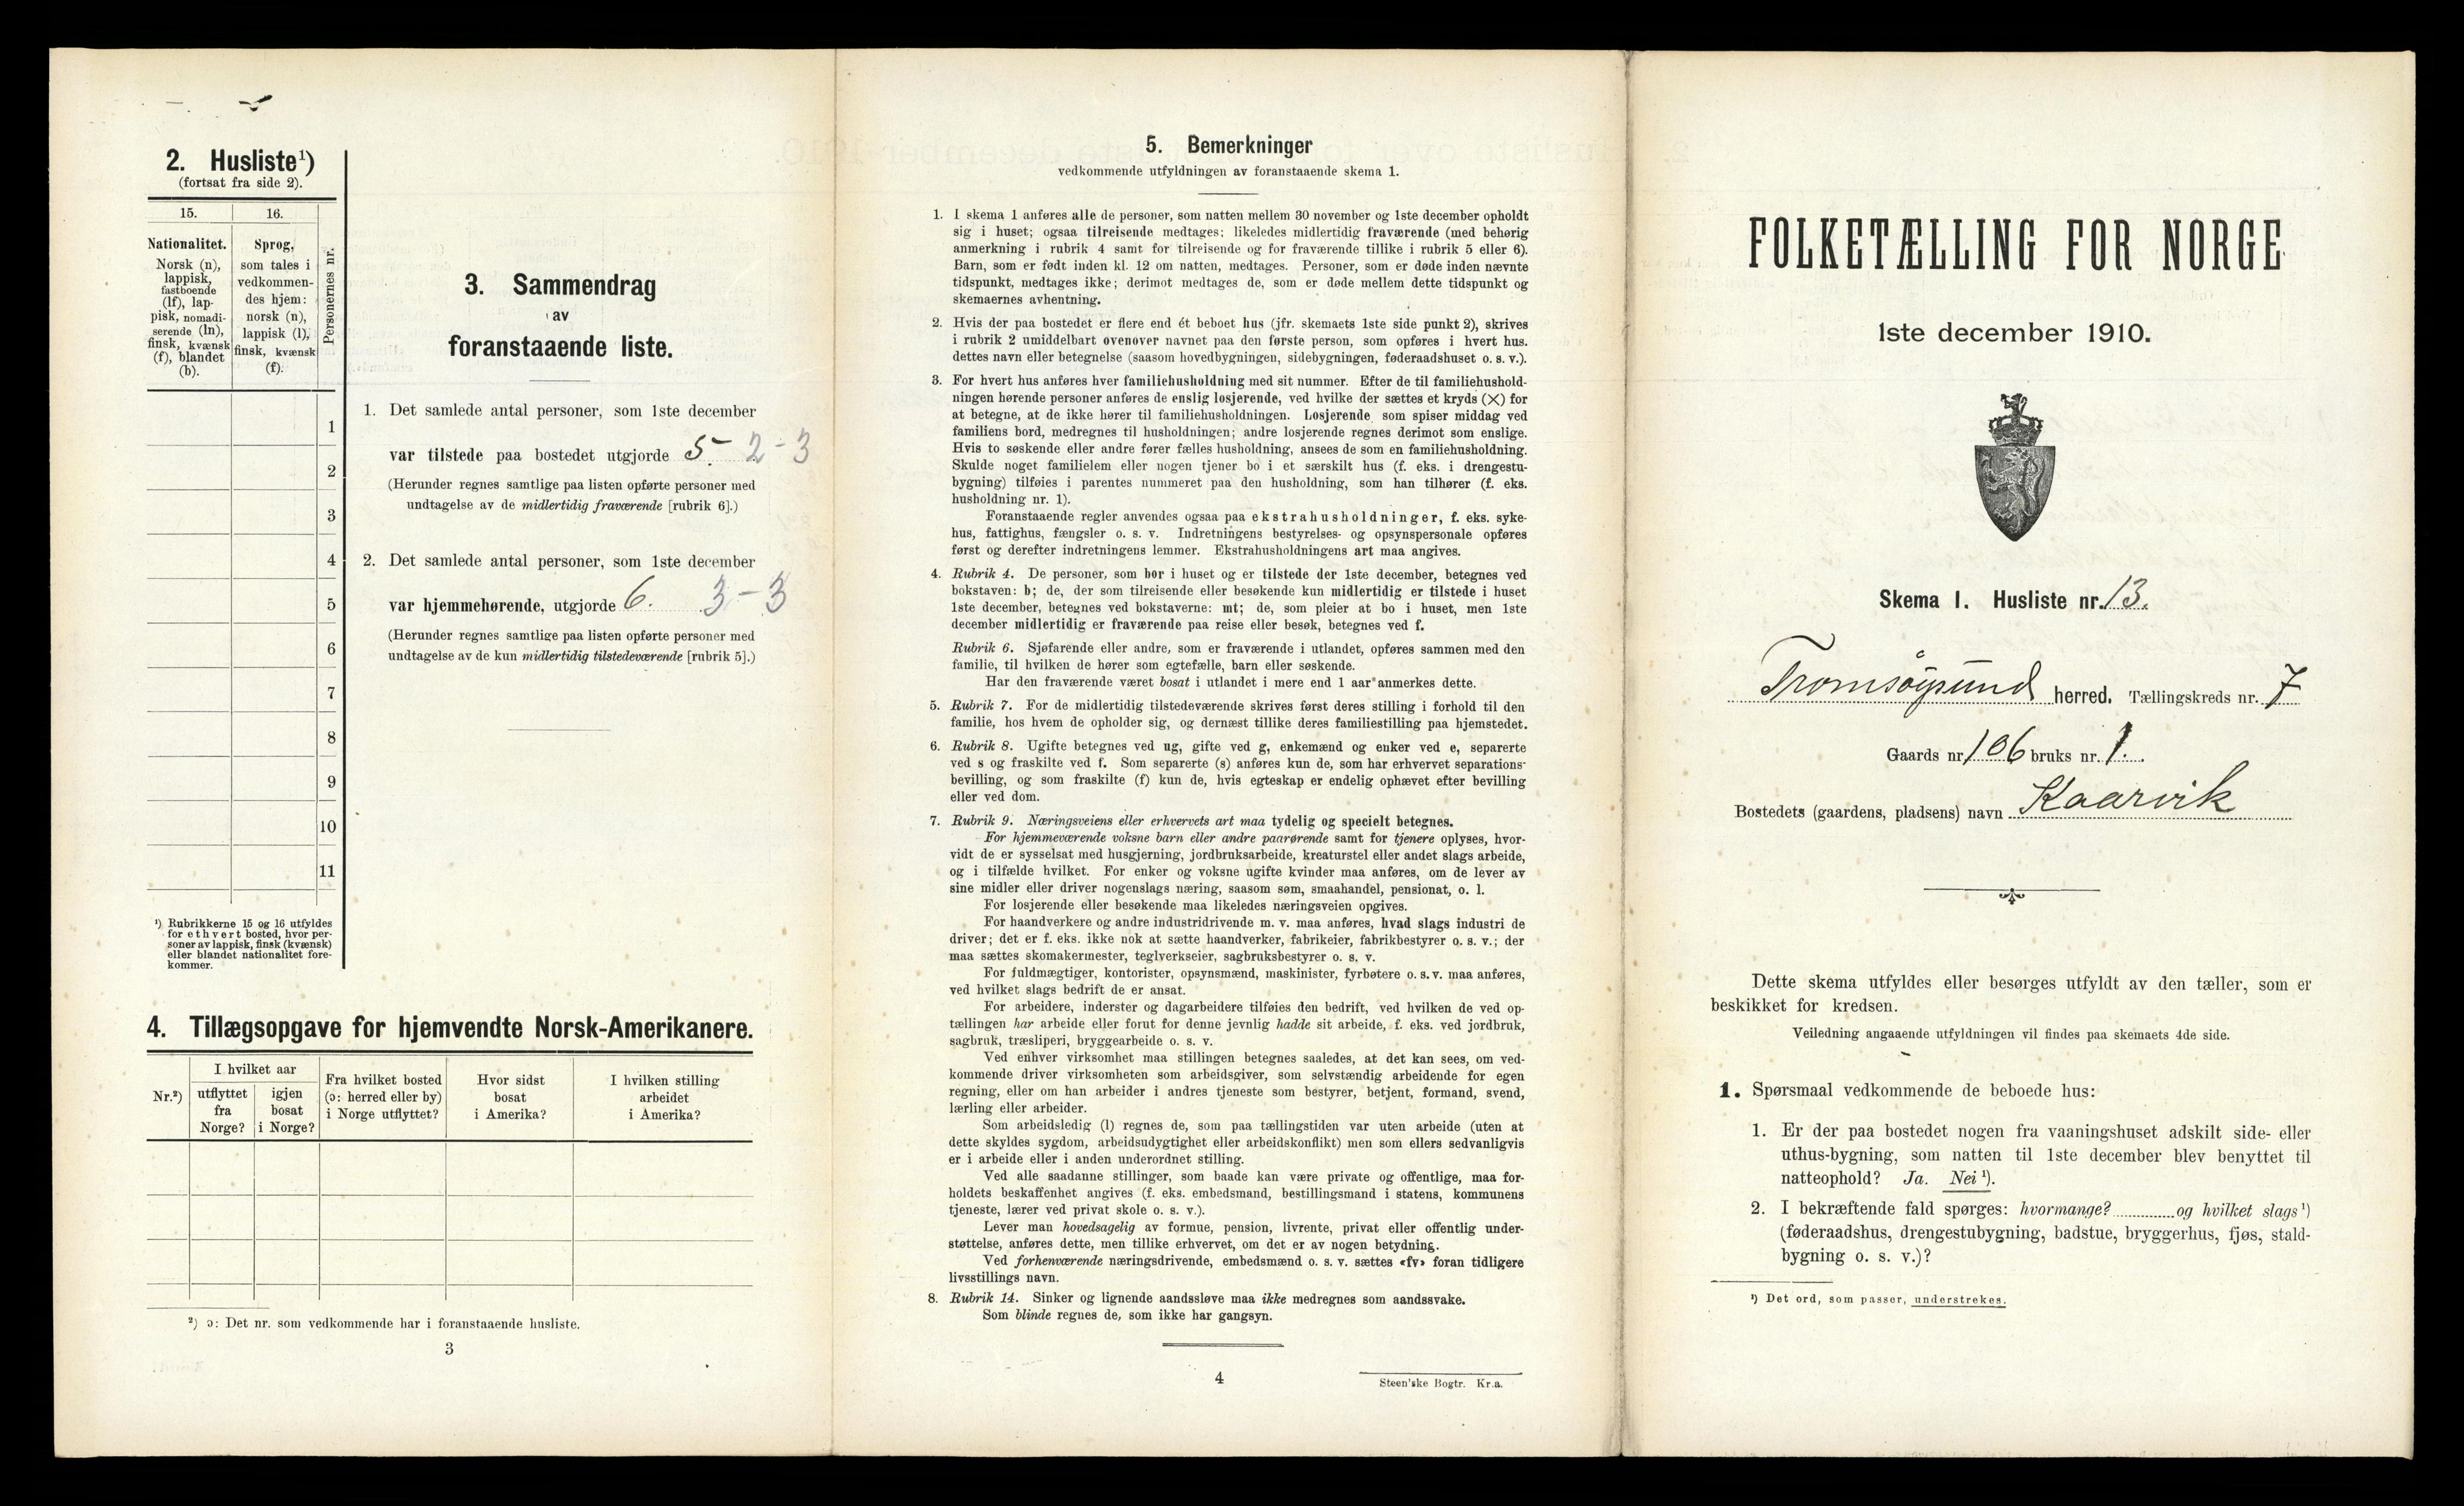 2. Husliste¹)
(fortsat fra side 2).
15.
16.
Personernes nr.
Nationalitet.
Norsk (n),
lappisk,
fastboende
(lf), lap-
pisk, nomadi-
serende (ln),
finsk, kvænsk
(f), blandet
(b).
Sprog,
som tales i
vedkommen-
des hjem:
norsk (n),
lappisk (l),
finsk, kvænsk
(f).
1
2
3
4
5
6
7
8
9
10
11
¹) Rubrikkerne 15 og 16 utfyldes
for ethvert bosted, hvor per-
soner av lappisk, finsk (kvænsk)
eller blandet nationalitet fore-
kommer.
3. Sammendrag
av
foranstaaende liste.
1. Det samlede antal personer, som 1ste december
var tilstede paa bostedet utgjorde 5. 2-3
(Herunder regnes samtlige paa listen opførte personer med
undtagelse av de midlertidig fraværende [rubrik 6].)
2. Det samlede antal personer, som 1ste december
var hjemmehørende, utgjorde 6. 3-3
(Herunder regnes samtlige paa listen opførte personer med
undtagelse av de kun midlertidig tilstedeværende [rubrik 5].)
4. Tillægsopgave for hjemvendte Norsk-Amerikanere.
Nr.²)
I hvilket aar
utflyttet
fra
Norge?
igjen
bosat
i Norge?
Fra hvilket bosted
(ɔ: herred eller by)
i Norge utflyttet?
Hvor sidst
bosat
i Amerika?
I hvilken stilling
arbeidet
i Amerika?
²) ɔ: Det nr. som vedkommende har i foranstaaende husliste.
3
5. Bemerkninger
vedkommende utfyldningen av foranstaaende skema 1.
1. I skema 1 anføres alle de personer, som natten mellem 30 november og 1ste december opholdt
sig i huset; ogsaa tilreisende medtages; likeledes midlertidig fraværende (med behørig
anmerkning i rubrik 4 samt for tilreisende og for fraværende tillike i rubrik 5 eller 6).
Barn, som er født inden kl. 12 om natten, medtages. Personer, som er døde inden nævnte
tidspunkt, medtages ikke; derimot medtages de, som er døde mellem dette tidspunkt og
skemaernes avhentning.
2. Hvis der paa bostedet er flere end ét beboet hus (jfr. skemaets 1ste side punkt 2), skrives
i rubrik 2 umiddelbart ovenover navnet paa den første person, som opføres i hvert hus.
dettes navn eller betegnelse (saasom hovedbygningen, sidebygningen, føderaadshuset o. s. v.).
3. For hvert hus anføres hver familiehusholdning med sit nummer. Efter de til familiehushold-
ningen hørende personer anføres de enslig losjerende, ved hvilke der sættes et kryds (×) for
at betegne, at de ikke hører til familiehusholdningen. Losjerende som spiser middag ved
familiens bord, medregnes til husholdningen; andre losjerende regnes derimot som enslige.
Hvis to søskende eller andre fører fælles husholdning, ansees de som en familiehusholdning.
Skulde noget familielem eller nogen tjener bo i et særskilt hus (f. eks. i drengestu-
bygning) tilføies i parentes nummeret paa den husholdning, som han tilhører (f. eks.
husholdning nr. 1).
Foranstaaende regler anvendes ogsaa paa ekstrahusholdninger, f. eks. syke-
hus, fattighus, fængsler o. s. v. Indretningens bestyrelses- og opsynspersonale opføres
først og derefter indretningens lemmer. Ekstrahusholdningens art maa angives.
4. Rubrik 4. De personer, som bor i huset og er tilstede der 1ste december, betegnes ved
bokstaven: b; de, der som tilreisende eller besøkende kun midlertidig er tilstede i huset
1ste december, betegnes ved bokstaverne: mt; de, som pleier at bo i huset, men 1ste
december midlertidig er fraværende paa reise eller besøk, betegnes ved f.
Rubrik 6. Sjøfarende eller andre, som er fraværende i utlandet, opføres sammen med den
familie, til hvilken de hører som egtefælle, barn eller søskende.
Har den fraværende været bosat i utlandet i mere end 1 aar anmerkes dette.
5. Rubrik 7. For de midlertidig tilstedeværende skrives først deres stilling i forhold til den
familie, hos hvem de opholder sig, og dernæst tillike deres familiestilling paa hjemstedet.
6. Rubrik 8. Ugifte betegnes ved ug, gifte ved g, enkemænd og enker ved e, separerte
ved s og fraskilte ved f. Som separerte (s) anføres kun de, som har erhvervet separations-
bevilling, og som fraskilte (f) kun de, hvis egteskap er endelig ophævet efter bevilling
eller ved dom.
7. Rubrik 9. Næringsveiens eller erhvervets art maa tydelig og specielt betegnes.
For hjemmeværende voksne barn eller andre paarørende samt for tjenere oplyses, hvor-
vidt de er sysselsat med husgjerning, jordbruksarbeide, kreaturstel eller andet slags arbeide,
og i tilfælde hvilket. For enker og voksne ugifte kvinder maa anføres, om de lever av
sine midler eller driver nogenslags næring, saasom søm, smaahandel, pensionat, o. l.
For losjerende eller besøkende maa likeledes næringsveien opgives.
For haandverkere og andre industridrivende m. v. maa anføres, hvad slags industri de
driver; det er f. eks. ikke nok at sætte haandverker, fabrikeier, fabrikbestyrer o. s. v.; der
maa sættes skomakermester, teglverkseier, sagbruksbestyrer o. s. v.
For fuldmægtiger, kontorister, opsynsmænd, maskinister, fyrbøtere o. s. v. maa anføres,
ved hvilket slags bedrift de er ansat.
For arbeidere, inderster og dagarbeidere tilføies den bedrift, ved hvilken de ved op-
tællingen har arbeide eller forut for denne jevnlig hadde sit arbeide, f. eks. ved jordbruk,
sagbruk, træsliperi, bryggearbeide o. s. v.
Ved enhver virksomhet maa stillingen betegnes saaledes, at det kan sees, om ved-
kommende driver virksomheten som arbeidsgiver, som selvstændig arbeidende for egen
regning, eller om han arbeider i andres tjeneste som bestyrer, betjent, formand, svend,
lærling eller arbeider.
Som arbeidsledig (l) regnes de, som paa tællingstiden var uten arbeide (uten at
dette skyldes sygdom, arbeidsudygtighet eller arbeidskonflikt) men som ellers sedvanligvis
er i arbeide eller i anden underordnet stilling.
Ved alle saadanne stillinger, som baade kan være private og offentlige, maa for-
holdets beskaffenhet angives (f. eks. embedsmand, bestillingsmand i statens, kommunens
tjeneste, lærer ved privat skole o. s. v.).
Lever man hovedsagelig av formue, pension, livrente, privat eller offentlig under-
støttelse, anføres dette, men tillike erhvervet, om det er av nogen betydning.
Ved forhenværende næringsdrivende, embedsmænd o. s. v. sættes «fv» foran tidligere
livsstillings navn.
8. Rubrik 14. Sinker og lignende aandssløve maa ikke medregnes som aandssvake.
Som blinde regnes de, som ikke har gangsyn.
4
Steen'ske Bogtr. Kr.a.
FOLKETÆLLING FOR NORGE
1ste december 1910.
Skema 1. Husliste nr. 13.
Tromsøysund herred. Tællingskreds nr. 7
Gaards nr. 106 bruks nr. 1.
Bostedets (gaardens, pladsens) navn Kaarvik
Dette skema utfyldes eller besørges utfyldt av den tæller, som er
beskikket for kredsen.
Veiledning angaaende utfyldningen vil findes paa skemaets 4de side.
1. Spørsmaal vedkommende de beboede hus:
1. Er der paa bostedet nogen fra vaaningshuset adskilt side- eller
uthus-bygning, som natten til 1ste december blev benyttet til
natteophold? Ja. Nei ¹).
2. I bekræftende fald spørges: hvormange? og hvilket slags ¹)
(føderaadshus, drengestubygning, badstue, bryggerhus, fjøs, stald-
bygning o. s. v.)?
¹) Det ord, som passer, understrekes.